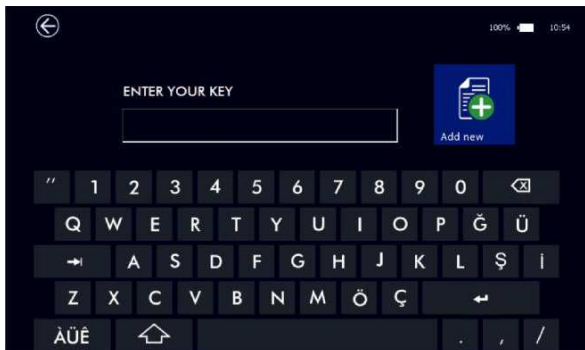 100% 10:54
ENTER YOUR KEY
Add new
" 1 2 3 4 5 6 7 8 9 0
Q W E R T Y U I O P Ğ Ü
A S D F G H J K L Ş İ
Z X C V B N M Ö Ç
ÀÜÊ . , /